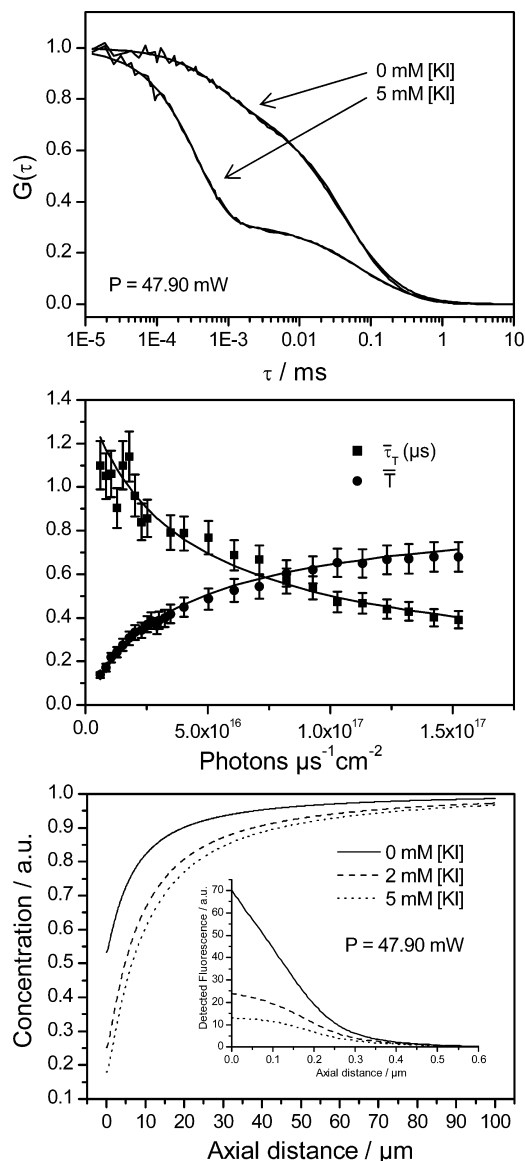 1.0
0.8
0.6
0.4
0.2
0.0
G(τ)
0 mM [KI]
5 mM [KI]
P = 47.90 mW
1E-5 1E-4 1E-3 0.01 0.1 1 10
τ / ms
1.4
1.2
1.0
0.8
0.6
0.4
0.2
0.0
τ̄T (µs)
T̄
0.0 5.0x10¹⁶ 1.0x10¹⁷ 1.5x10¹⁷
Photons µs⁻¹cm⁻²
1.0
0.9
0.8
0.7
0.6
0.5
0.4
0.3
0.2
0.1
Concentration / a.u.
0 mM [KI]
2 mM [KI]
5 mM [KI]
P = 47.90 mW
70
60
50
40
30
20
10
0
Detected Fluorescence / a.u.
0.0 0.1 0.2 0.3 0.4 0.5 0.6
Axial distance / µm
0 10 20 30 40 50 60 70 80 90 100
Axial distance / µm